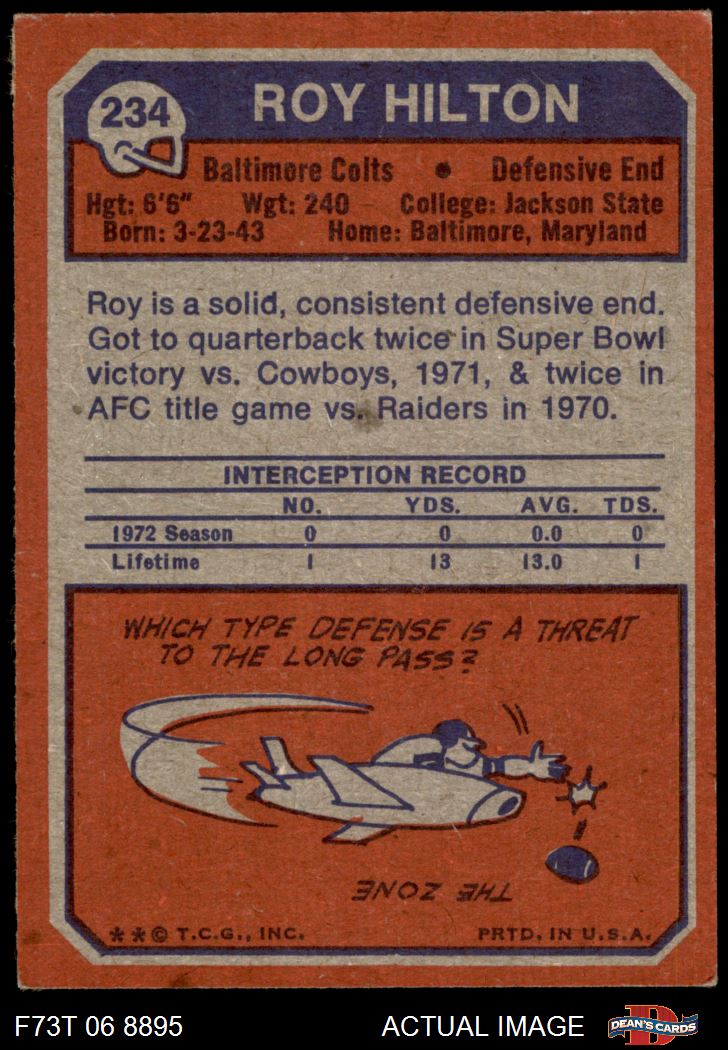 234
ROY HILTON
Baltimore Colts • Defensive End
Hgt: 6'6" Wgt: 240 College: Jackson State
Born: 3-23-43 Home: Baltimore, Maryland
Roy is a solid, consistent defensive end.
Got to quarterback twice in Super Bowl
victory vs. Cowboys, 1971, & twice in
AFC title game vs. Raiders in 1970.
INTERCEPTION RECORD
NO. YDS. AVG. TDS.
1972 Season 0 0 0.0 0
Lifetime 1 13 13.0 1
WHICH TYPE DEFENSE IS A THREAT
TO THE LONG PASS?
THE ZONE
**© T.C.G., INC. PRTD. IN U.S.A.
F73T 06 8895 ACTUAL IMAGE D DEAN'S CARDS